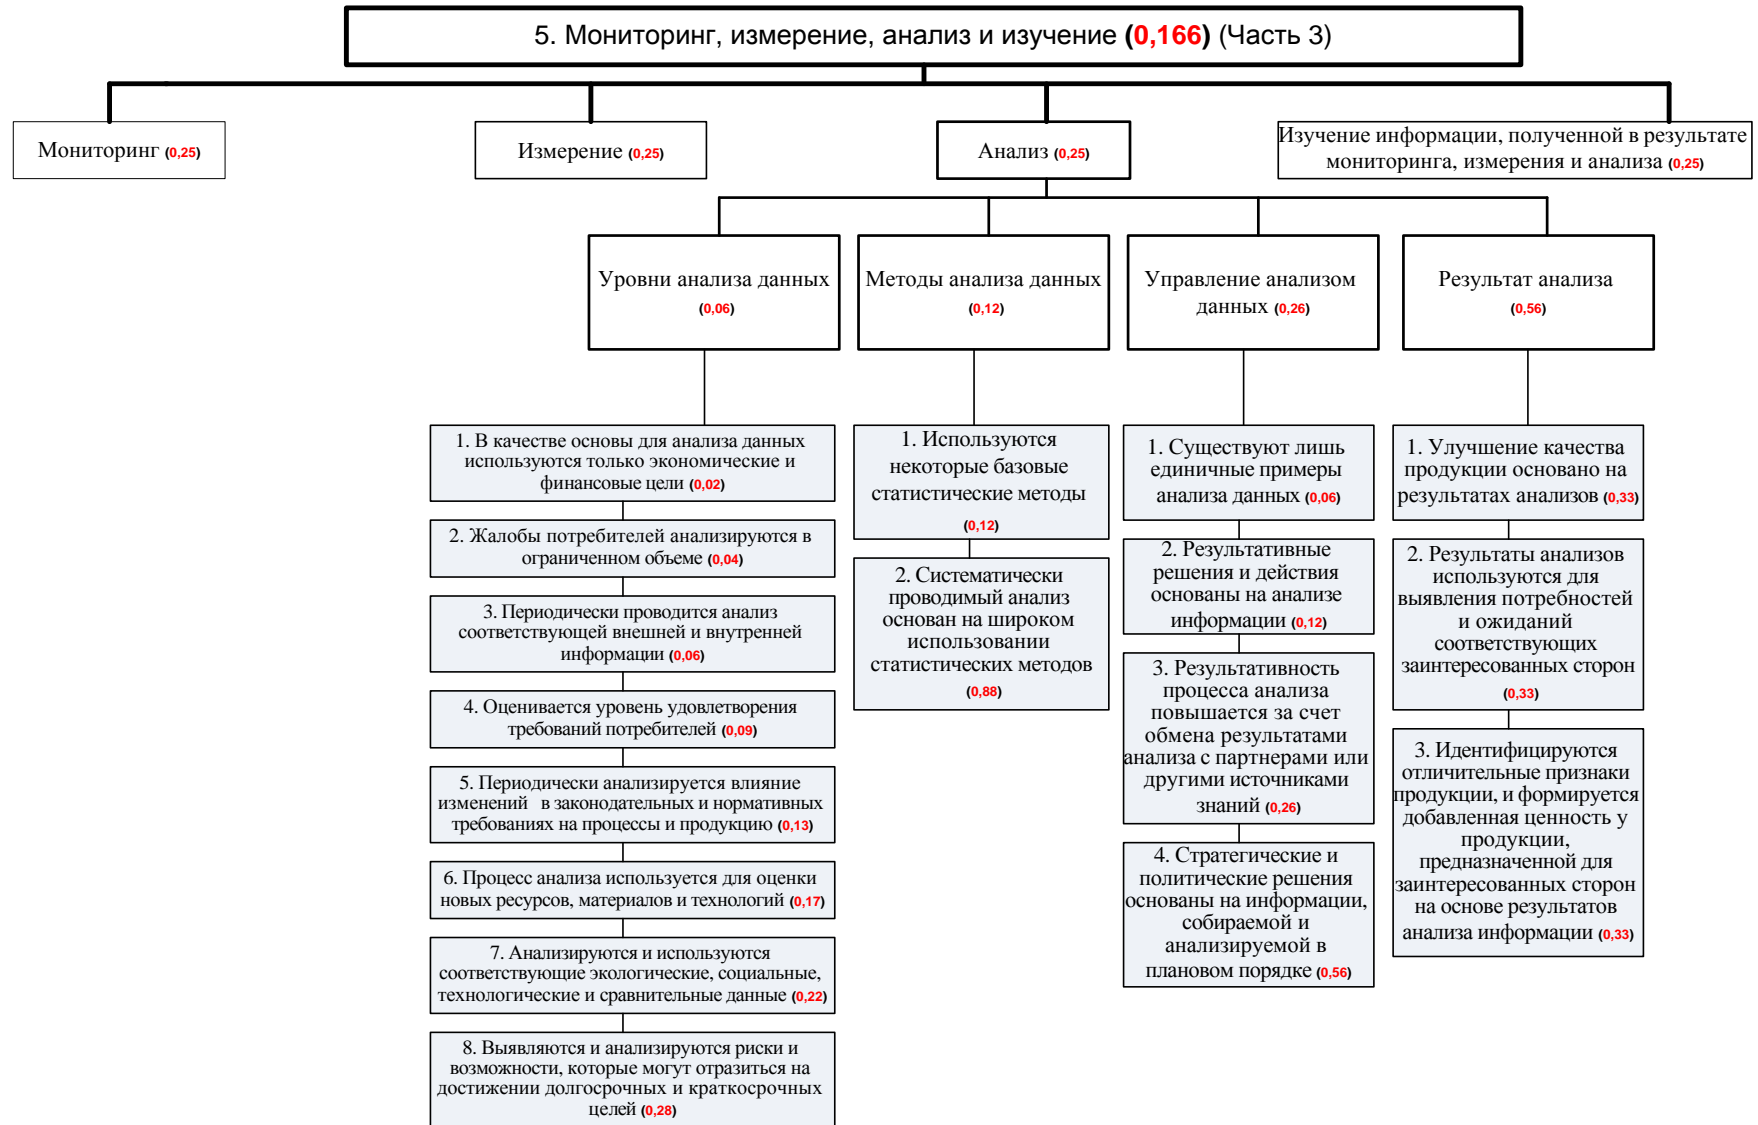 5. Мониторинг, измерение, анализ и изучение (0,166) (Часть 3)
Мониторинг (0,25)
Измерение (0,25)
Анализ (0,25)
Изучение информации, полученной в результате
мониторинга, измерения и анализа (0,25)
Уровни анализа данных
(0,06)
Методы анализа данных
(0,12)
Управление анализом
данных (0,26)
Результат анализа
(0,56)
1. В качестве основы для анализа данных
используются только экономические и
финансовые цели (0,02)
2. Жалобы потребителей анализируются в
ограниченном объеме (0,04)
3. Периодически проводится анализ
соответствующей внешней и внутренней
информации (0,06)
4. Оценивается уровень удовлетворения
требований потребителей (0,09)
5. Периодически анализируется влияние
изменений в законодательных и нормативных
требованиях на процессы и продукцию (0,13)
6. Процесс анализа используется для оценки
новых ресурсов, материалов и технологий (0,17)
7. Анализируются и используются
соответствующие экологические, социальные,
технологические и сравнительные данные (0,22)
8. Выявляются и анализируются риски и
возможности, которые могут отразиться на
достижении долгосрочных и краткосрочных
целей (0,28)
1. Используются
некоторые базовые
статистические методы
(0,12)
2. Систематически
проводимый анализ
основан на широком
использовании
статистических методов
(0,88)
1. Существуют лишь
единичные примеры
анализа данных (0,06)
2. Результативные
решения и действия
основаны на анализе
информации (0,12)
3. Результативность
процесса анализа
повышается за счет
обмена результатами
анализа с партнерами или
другими источниками
знаний (0,26)
4. Стратегические и
политические решения
основаны на информации,
собираемой и
анализируемой в
плановом порядке (0,56)
1. Улучшение качества
продукции основано на
результатах анализов (0,33)
2. Результаты анализов
используются для
выявления потребностей
и ожиданий
соответствующих
заинтересованных сторон
(0,33)
3. Идентифицируются
отличительные признаки
продукции, и формируется
добавленная ценность у
продукции,
предназначенной для
заинтересованных сторон
на основе результатов
анализа информации (0,33)